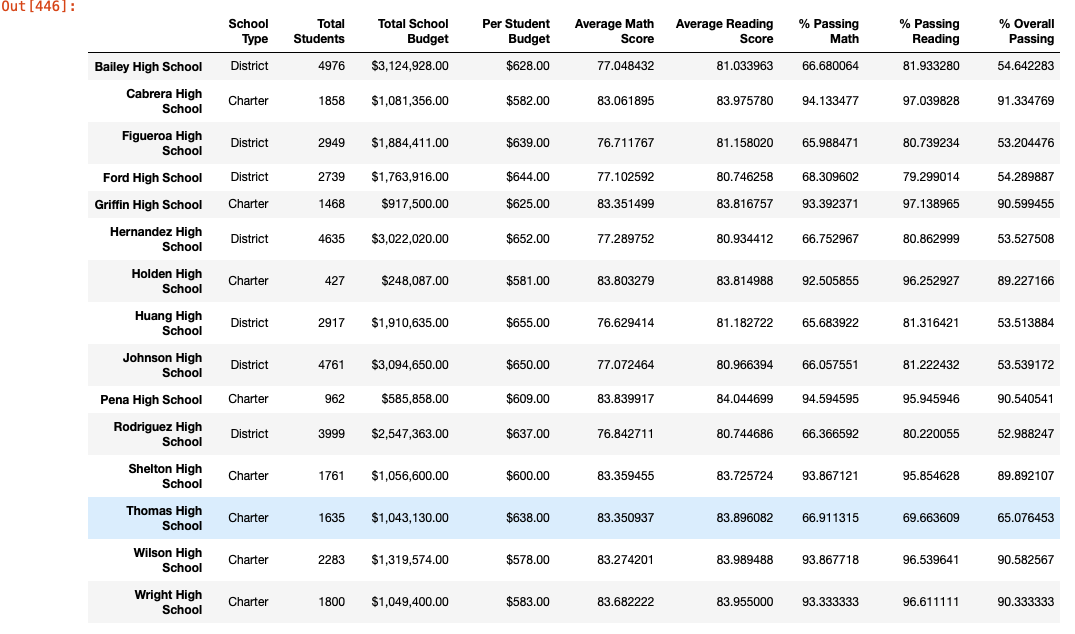 Out[446]:
School Type Total Students Total School Budget Per Student Budget Average Math Score Average Reading Score % Passing Math % Passing Reading % Overall Passing
Bailey High School District 4976 $3,124,928.00 $628.00 77.048432 81.033963 66.680064 81.933280 54.642283
Cabrera High School Charter 1858 $1,081,356.00 $582.00 83.061895 83.975780 94.133477 97.039828 91.334769
Figueroa High School District 2949 $1,884,411.00 $639.00 76.711767 81.158020 65.988471 80.739234 53.204476
Ford High School District 2739 $1,763,916.00 $644.00 77.102592 80.746258 68.309602 79.299014 54.289887
Griffin High School Charter 1468 $917,500.00 $625.00 83.351499 83.816757 93.392371 97.138965 90.599455
Hernandez High School District 4635 $3,022,020.00 $652.00 77.289752 80.934412 66.752967 80.862999 53.527508
Holden High School Charter 427 $248,087.00 $581.00 83.803279 83.814988 92.505855 96.252927 89.227166
Huang High School District 2917 $1,910,635.00 $655.00 76.629414 81.182722 65.683922 81.316421 53.513884
Johnson High School District 4761 $3,094,650.00 $650.00 77.072464 80.966394 66.057551 81.222432 53.539172
Pena High School Charter 962 $585,858.00 $609.00 83.839917 84.044699 94.594595 95.945946 90.540541
Rodriguez High School District 3999 $2,547,363.00 $637.00 76.842711 80.744686 66.366592 80.220055 52.988247
Shelton High School Charter 1761 $1,056,600.00 $600.00 83.359455 83.725724 93.867121 95.854628 89.892107
Thomas High School Charter 1635 $1,043,130.00 $638.00 83.350937 83.896082 66.911315 69.663609 65.076453
Wilson High School Charter 2283 $1,319,574.00 $578.00 83.274201 83.989488 93.867718 96.539641 90.582567
Wright High School Charter 1800 $1,049,400.00 $583.00 83.682222 83.955000 93.333333 96.611111 90.333333